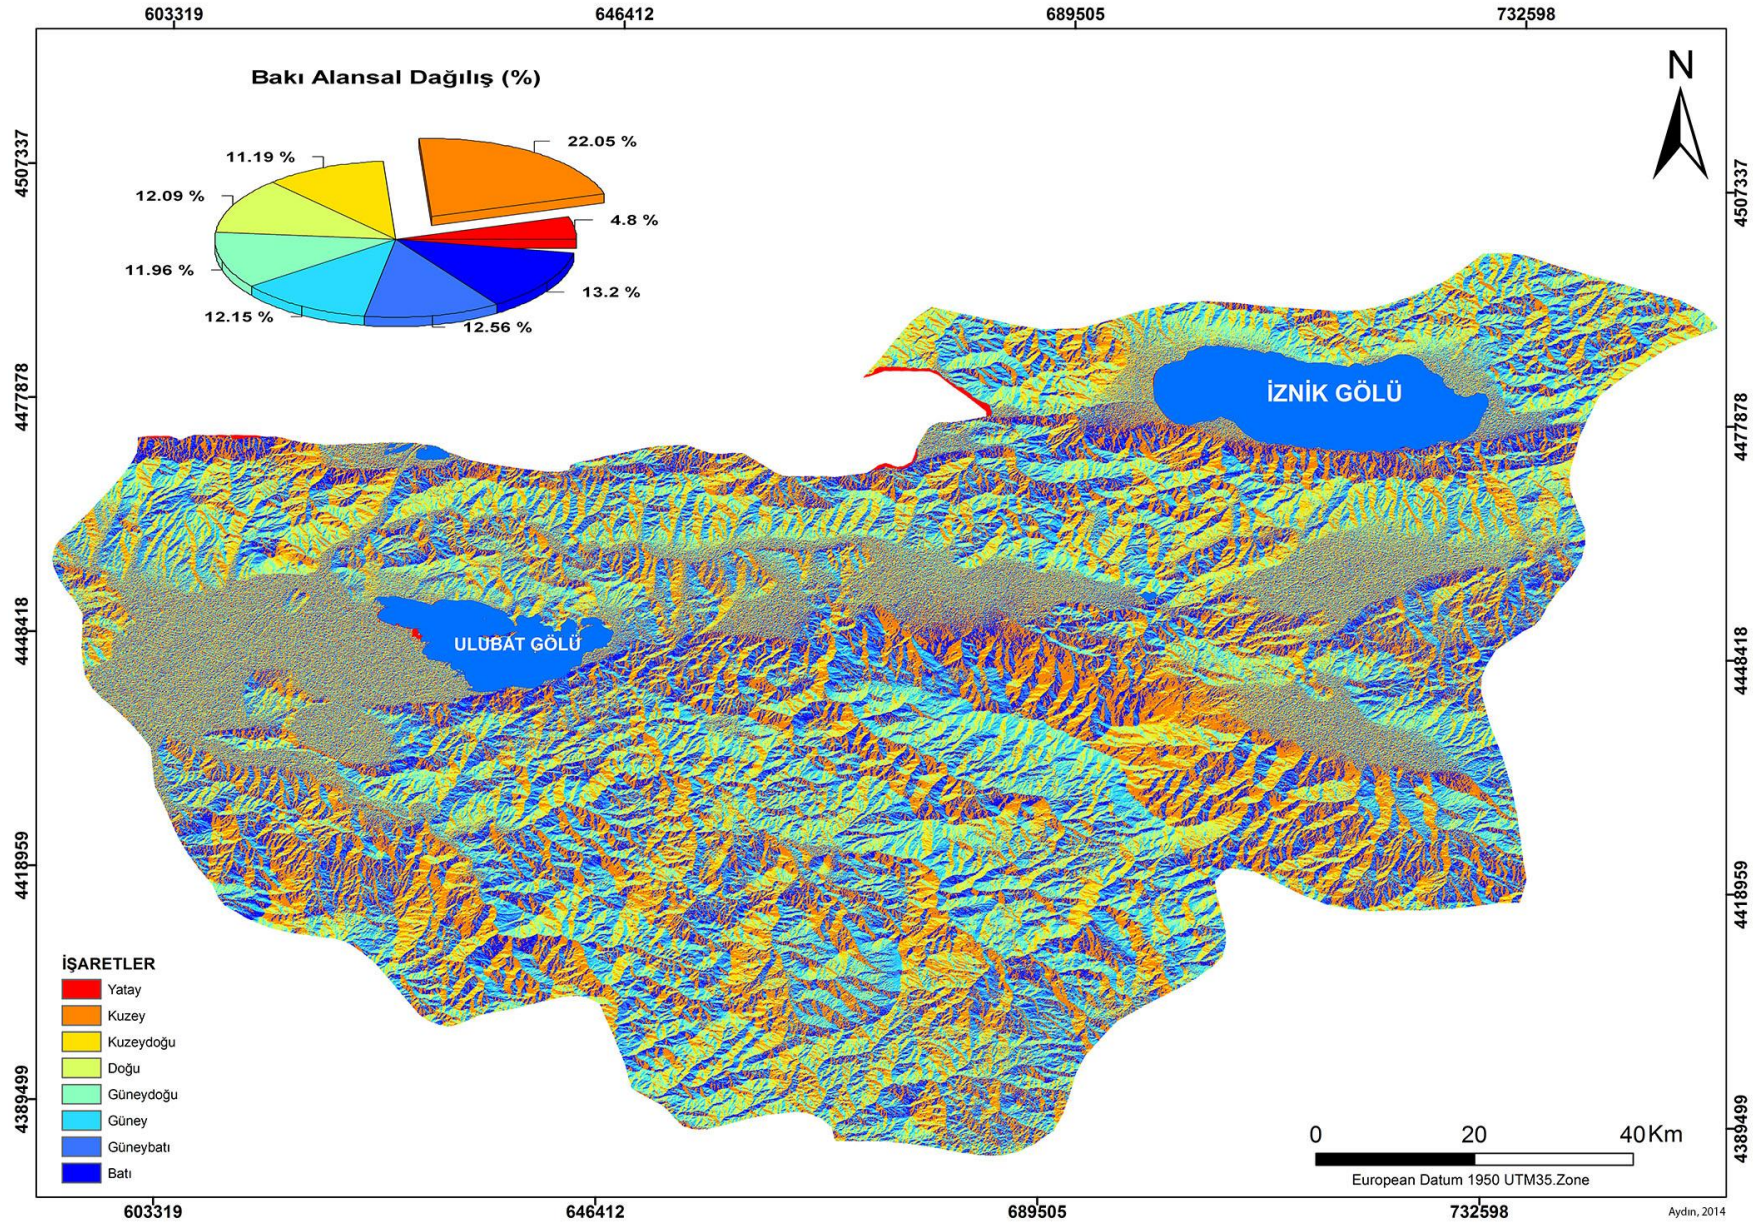 603319
646412
689505
732598
Bakı Alansal Dağılış (%)
N
4507337
4507337
22.05 %
11.19 %
12.09 %
4.8 %
11.96 %
13.2 %
12.15 %
12.56 %
4477878
4477878
İZNİK GÖLÜ
4448418
4448418
ULUBAT GÖLÜ
4418959
4418959
İŞARETLER
Yatay
Kuzey
Kuzeydoğu
Doğu
Güneydoğu
Güney
Güneybatı
Batı
4389499
4389499
0 20 40Km
European Datum 1950 UTM35.Zone
603319
646412
689505
732598
Aydın, 2014